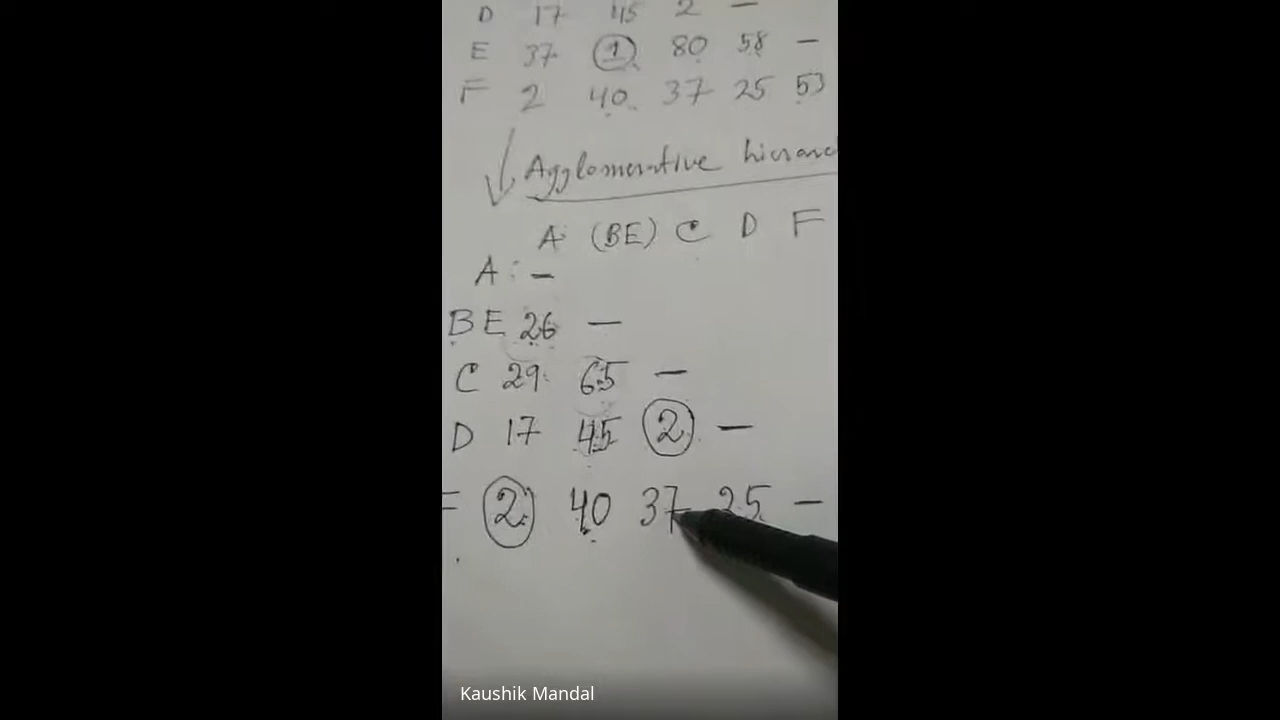 D 17 45 2 —
E 37 1 80 58 —
F 2 40 37 25 53
Agglomerative hierarc
A (BE) C D F
A: —
BE 26 —
C 29 65 —
D 17 45 2 —
F 2 40 37 25 —
Kaushik Mandal